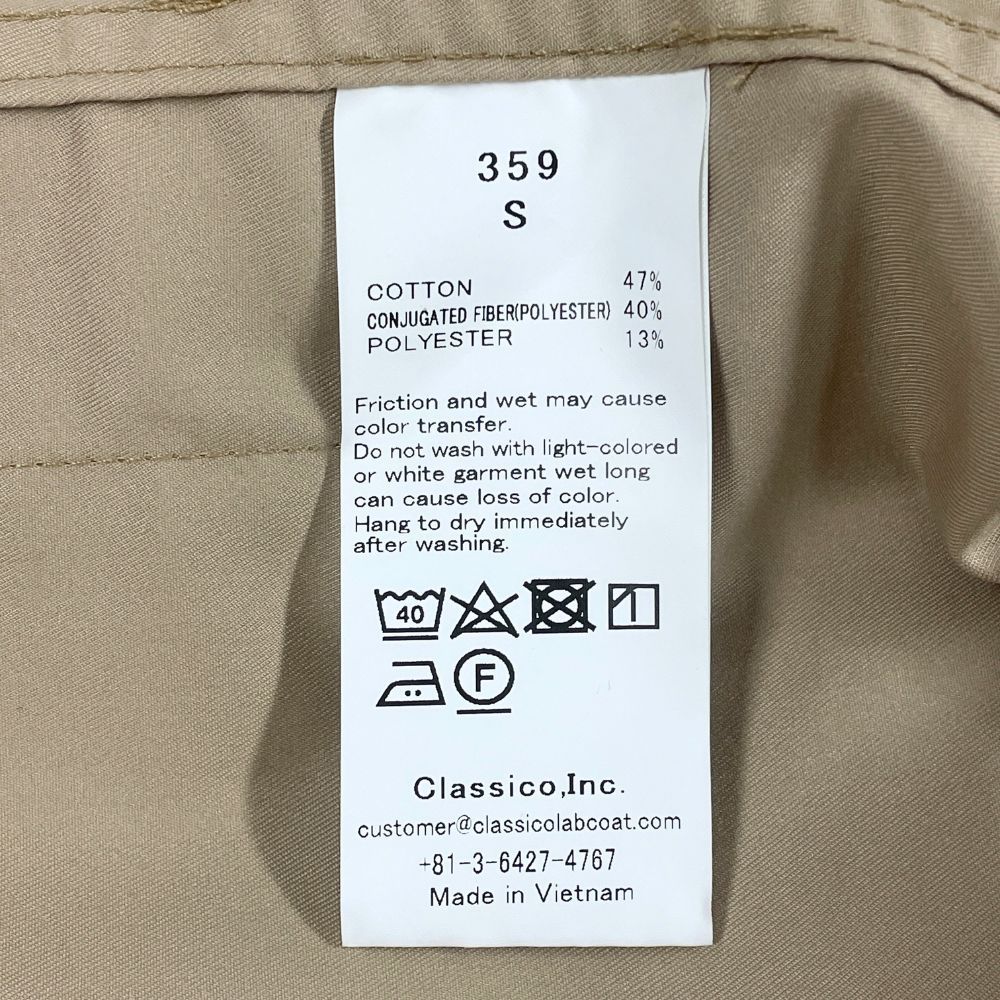 359
S
COTTON 47%
CONJUGATED FIBER(POLYESTER) 40%
POLYESTER 13%
Friction and wet may cause
color transfer.
Do not wash with light-colored
or white garment wet long
can cause loss of color.
Hang to dry immediately
after washing.
40
F
Classico,Inc.
customer@classicolabcoat.com
+81-3-6427-4767
Made in Vietnam